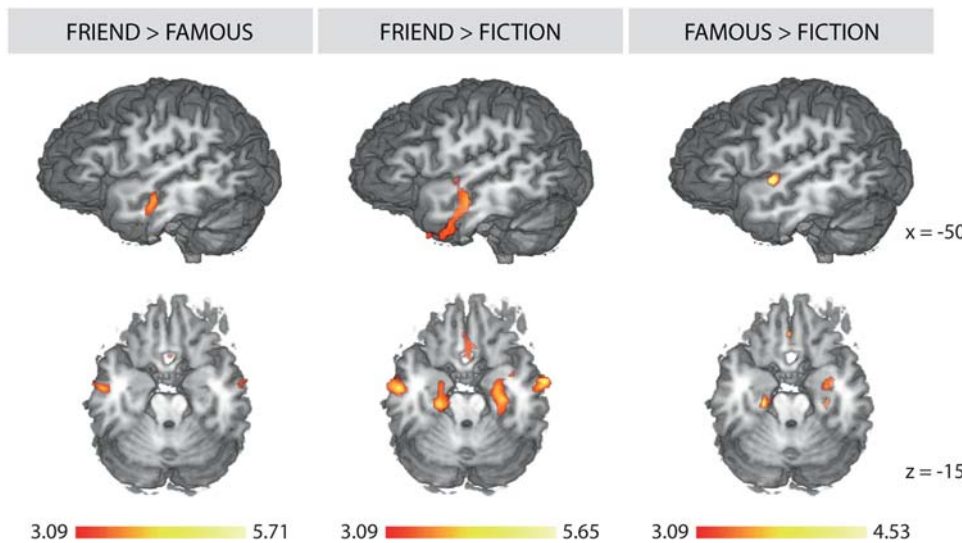 FRIEND > FAMOUS
FRIEND > FICTION
FAMOUS > FICTION
x = -50
z = -15
3.09 5.71
3.09 5.65
3.09 4.53